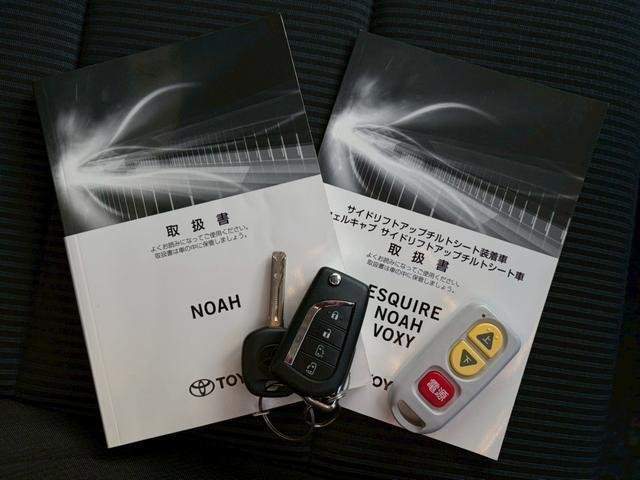 取扱書
よくお読みになってご使用ください。
取扱書は車の中に保管しましょう。
NOAH
TOY
サイドリフトアップチルトシート装着車
ウェルキャブ サイドリフトアップチルトシート車
取扱書
よくお読みになってご使用ください。
取扱書は車の中に保管しましょう。
ESQUIRE
NOAH
VOXY
上
下
電源